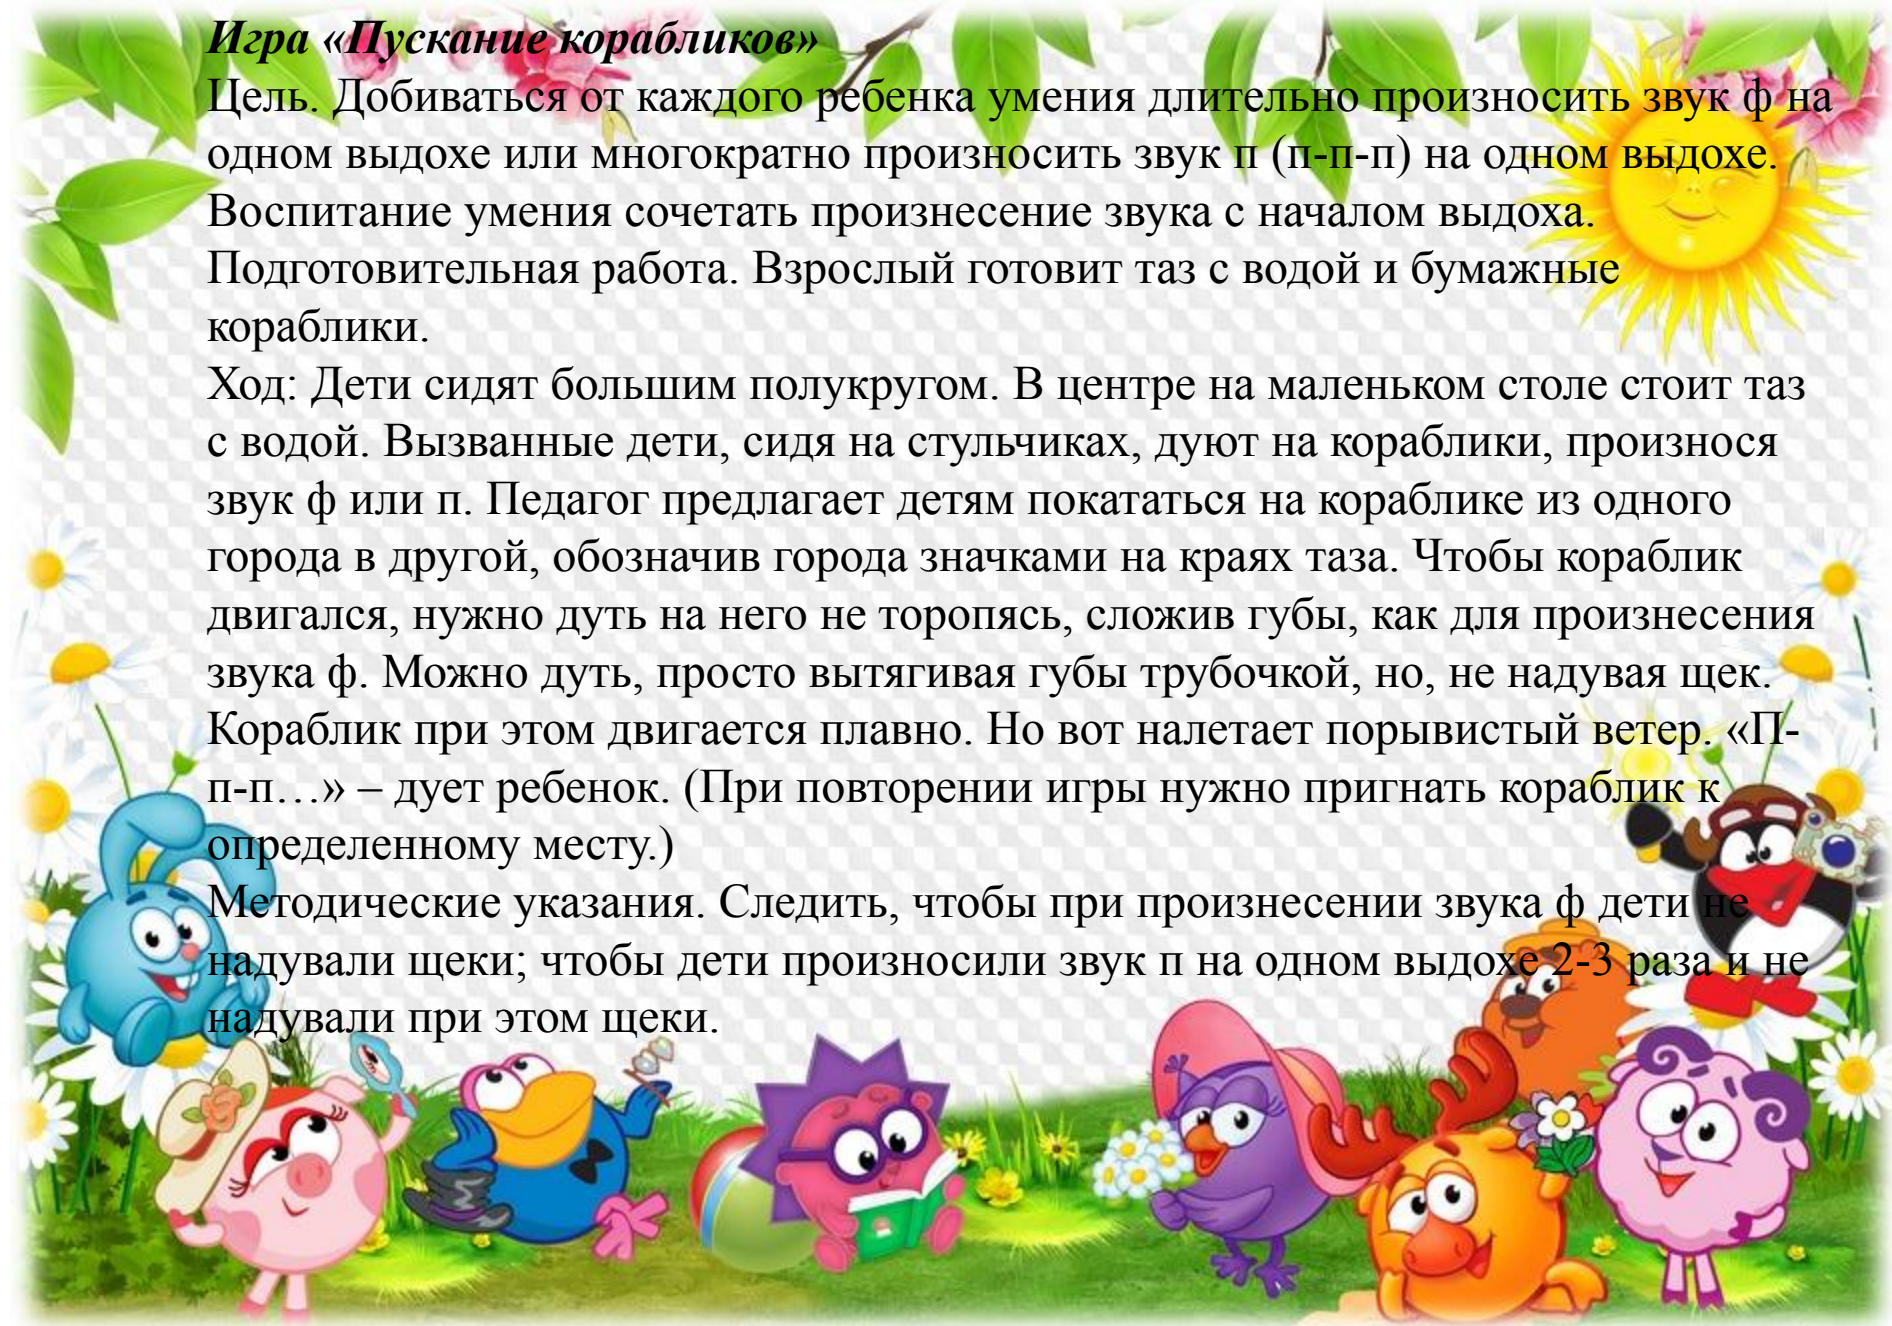 Игра «Пускание корабликов»
Цель. Добиваться от каждого ребенка умения длительно произносить звук ф на
одном выдохе или многократно произносить звук п (п-п-п) на одном выдохе.
Воспитание умения сочетать произнесение звука с началом выдоха.
Подготовительная работа. Взрослый готовит таз с водой и бумажные
кораблики.
Ход: Дети сидят большим полукругом. В центре на маленьком столе стоит таз
с водой. Вызванные дети, сидя на стульчиках, дуют на кораблики, произнося
звук ф или п. Педагог предлагает детям покататься на кораблике из одного
города в другой, обозначив города значками на краях таза. Чтобы кораблик
двигался, нужно дуть на него не торопясь, сложив губы, как для произнесения
звука ф. Можно дуть, просто вытягивая губы трубочкой, но, не надувая щек.
Кораблик при этом двигается плавно. Но вот налетает порывистый ветер. «П-
п-п…» – дует ребенок. (При повторении игры нужно пригнать кораблик к
определенному месту.)
Методические указания. Следить, чтобы при произнесении звука ф дети не
надували щеки; чтобы дети произносили звук п на одном выдохе 2-3 раза и не
надували при этом щеки.